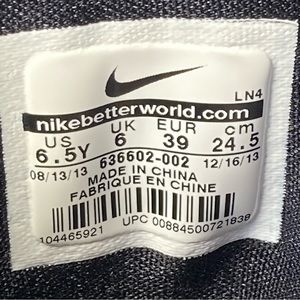 LN4
nikebetterworld.com
US UK EUR cm
6.5Y 6 39 24.5
08/13/13 636602-002 12/16/13
MADE IN CHINA
FABRIQUE EN CHINE
104465921 UPC 00884500721838